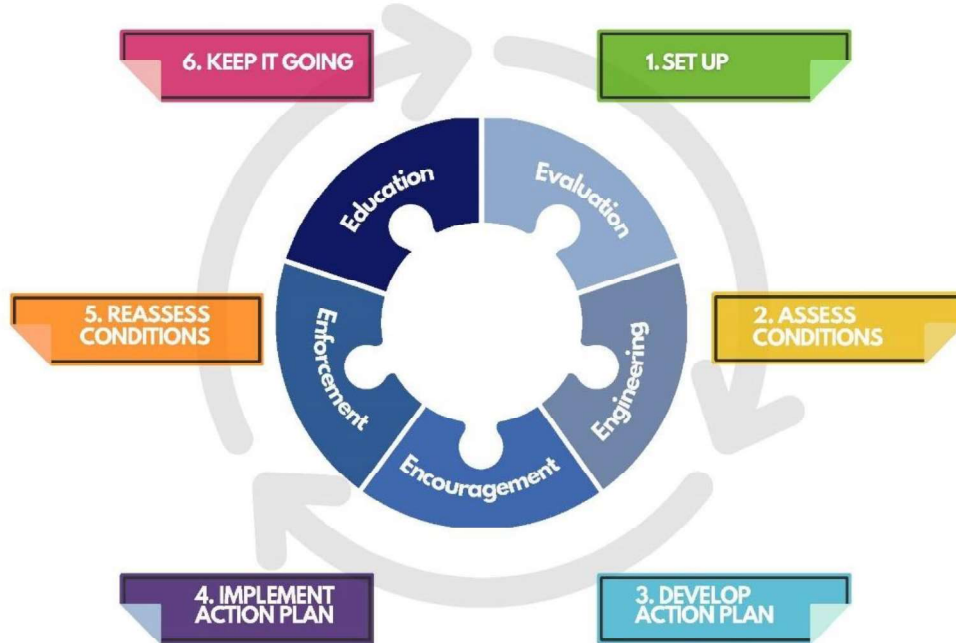 6. KEEP IT GOING
1. SET UP
Education
Evaluation
5. REASSESS
CONDITIONS
2. ASSESS
CONDITIONS
Enforcement
Engineering
Encouragement
4. IMPLEMENT
ACTION PLAN
3. DEVELOP
ACTION PLAN